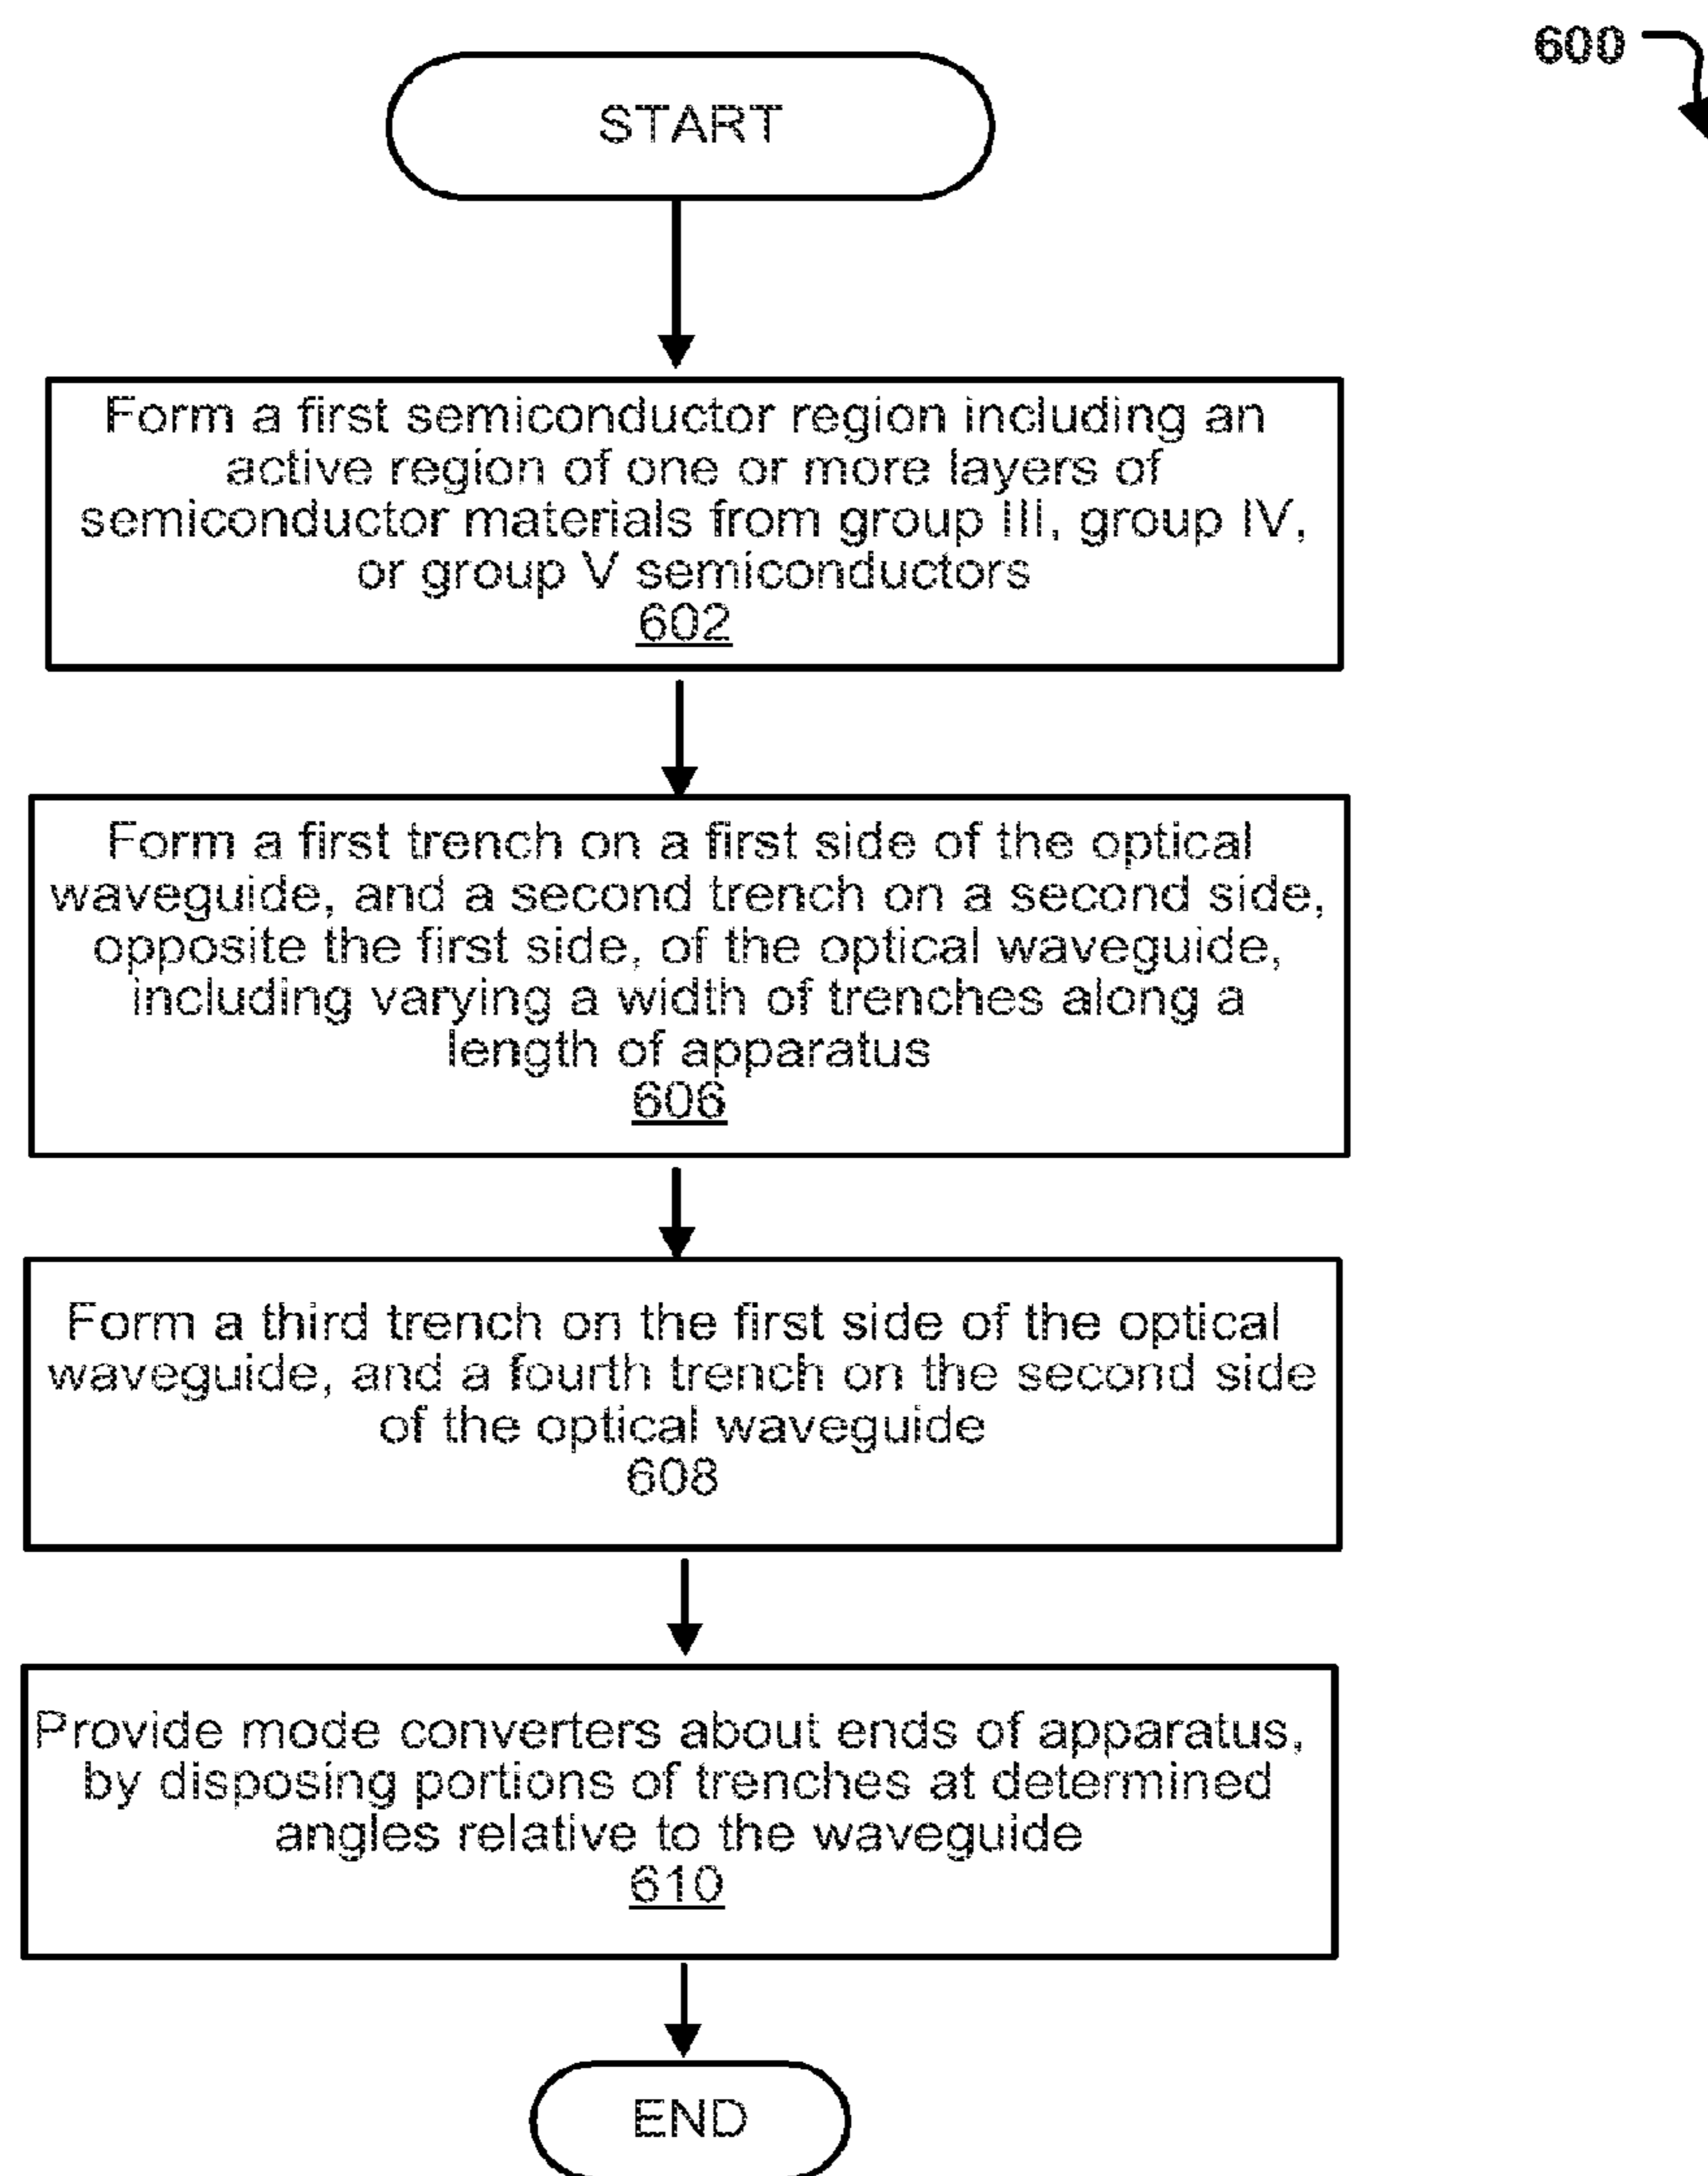 600
START
Form a first semiconductor region including an
active region of one or more layers of
semiconductor materials from group III, group IV,
or group V semiconductors
602
Form a first trench on a first side of the optical
waveguide, and a second trench on a second side,
opposite the first side, of the optical waveguide,
including varying a width of trenches along a
length of apparatus
606
Form a third trench on the first side of the optical
waveguide, and a fourth trench on the second side
of the optical waveguide
608
Provide mode converters about ends of apparatus,
by disposing portions of trenches at determined
angles relative to the waveguide
610
END